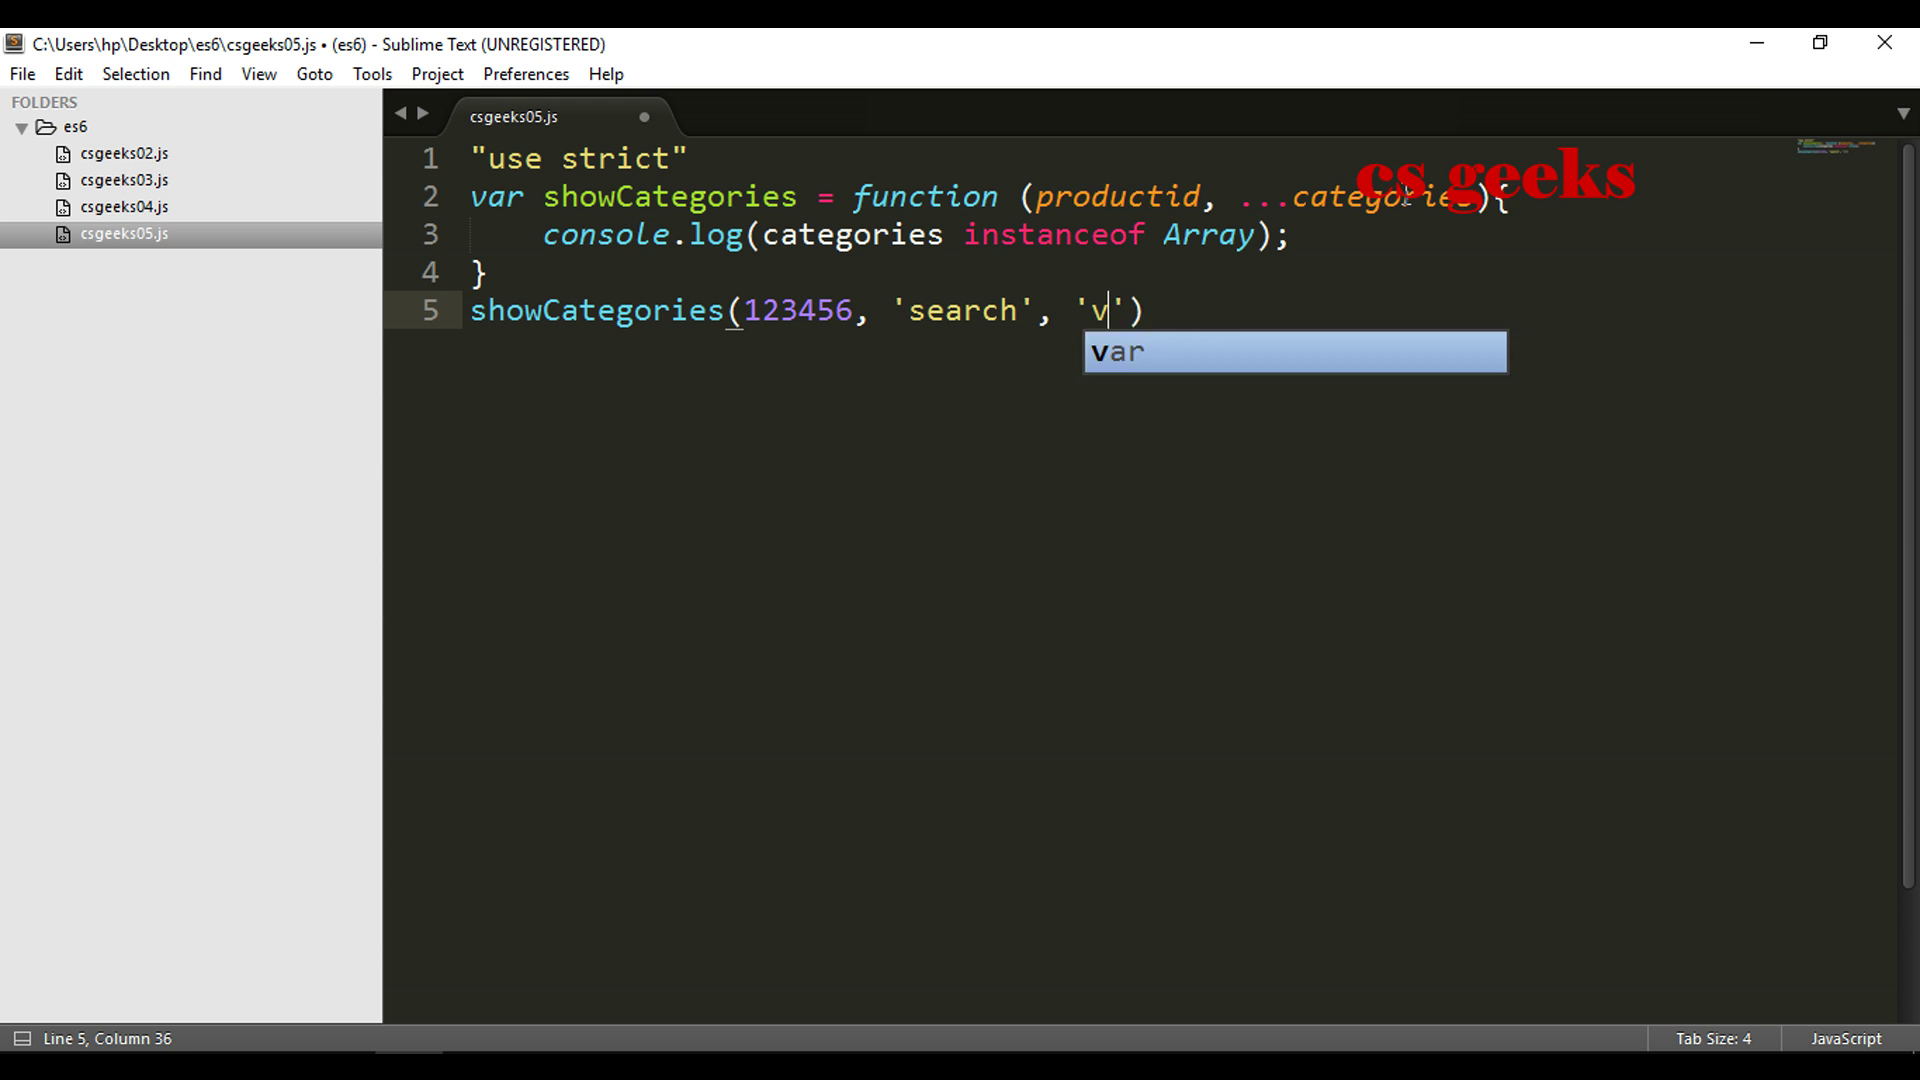 C:\Users\hp\Desktop\es6\csgeeks05.js • (es6) - Sublime Text (UNREGISTERED)
File Edit Selection Find View Goto Tools Project Preferences Help
FOLDERS
es6
csgeeks02.js
csgeeks03.js
csgeeks04.js
csgeeks05.js
csgeeks05.js
cs geeks
1 "use strict"
2 var showCategories = function (productid, ...categories){
3 console.log(categories instanceof Array);
4 }
5 showCategories(123456, 'search', 'v')
var
Line 5, Column 36
Tab Size: 4
JavaScript